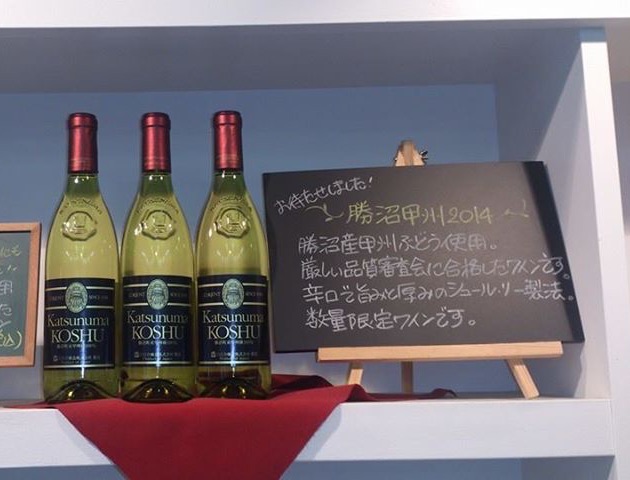 お待たせしました!
勝沼甲州2014
勝沼産甲州ぶどう使用。
厳しい品質審査会に合格したワインです。
辛口で旨みと厚みのシュール・リー製法。
数量限定ワインです。
Katsunuma
KOSHU
Katsunuma
KOSHU
Katsunuma
KOSHU